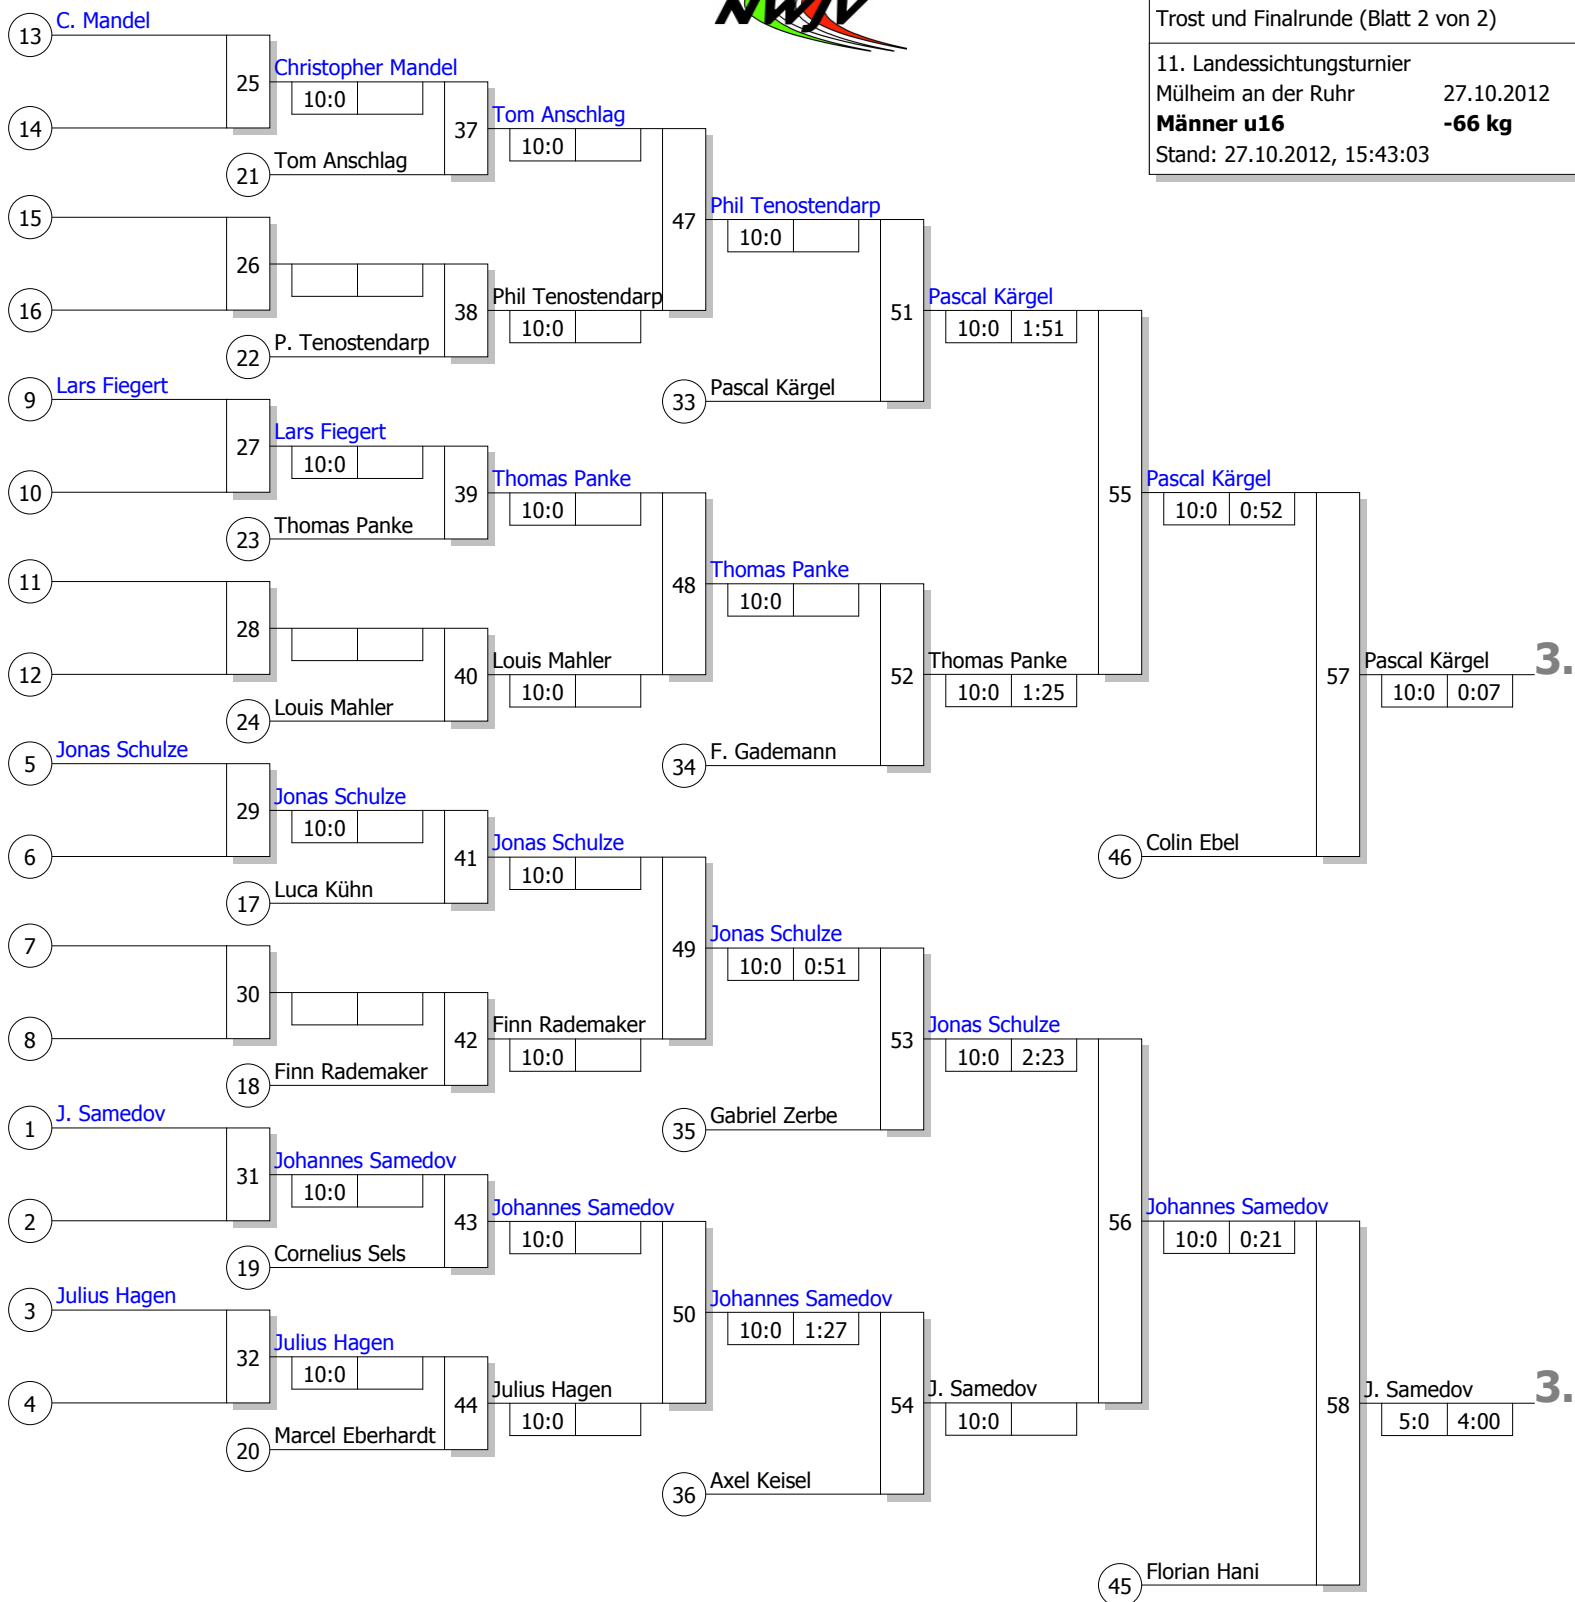 NWJV
Trost und Finalrunde (Blatt 2 von 2)
11. Landessichtungsturnier
Mülheim an der Ruhr 27.10.2012
Männer u16 -66 kg
Stand: 27.10.2012, 15:43:03
13 C. Mandel
25 Christopher Mandel
10:0
14
37 Tom Anschlag
10:0
21 Tom Anschlag
15
47 Phil Tenostendarp
10:0
26
16
38 Phil Tenostendarp
10:0
22 P. Tenostendarp
51 Pascal Kärgel
10:0 1:51
33 Pascal Kärgel
9 Lars Fiegert
27 Lars Fiegert
10:0
10
39 Thomas Panke
10:0
23 Thomas Panke
55 Pascal Kärgel
10:0 0:52
11
48 Thomas Panke
10:0
28
12
40 Louis Mahler
10:0
24 Louis Mahler
52 Thomas Panke
10:0 1:25
34 F. Gademann
57 Pascal Kärgel 3.
10:0 0:07
46 Colin Ebel
5 Jonas Schulze
29 Jonas Schulze
10:0
6
41 Jonas Schulze
10:0
17 Luca Kühn
7
49 Jonas Schulze
10:0 0:51
30
8
42 Finn Rademaker
10:0
18 Finn Rademaker
53 Jonas Schulze
10:0 2:23
35 Gabriel Zerbe
1 J. Samedov
31 Johannes Samedov
10:0
2
43 Johannes Samedov
10:0
19 Cornelius Sels
56 Johannes Samedov
10:0 0:21
3 Julius Hagen
50 Johannes Samedov
10:0 1:27
32 Julius Hagen
10:0
4
44 Julius Hagen
10:0
20 Marcel Eberhardt
54 J. Samedov
10:0
36 Axel Keisel
58 J. Samedov 3.
5:0 4:00
45 Florian Hani